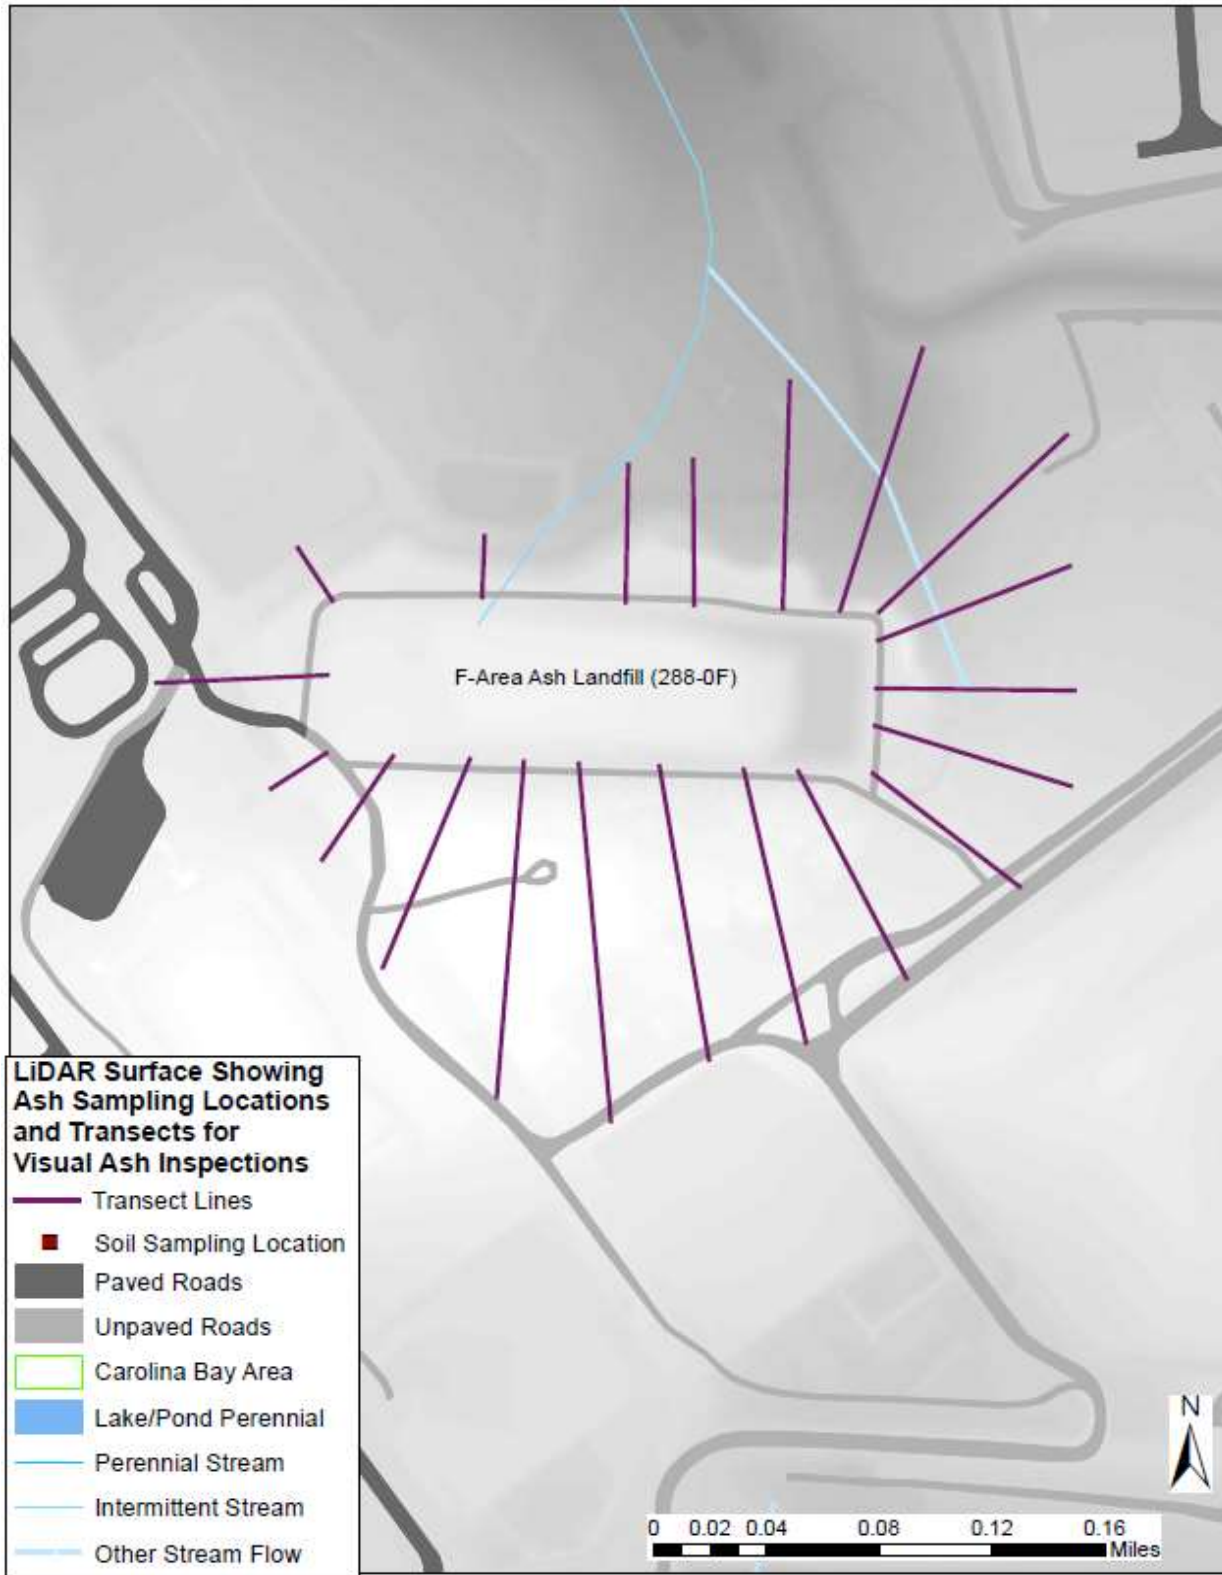 F-Area Ash Landfill (288-0F)
LiDAR Surface Showing
Ash Sampling Locations
and Transects for
Visual Ash Inspections
Transect Lines
Soil Sampling Location
Paved Roads
Unpaved Roads
Carolina Bay Area
Lake/Pond Perennial
Perennial Stream
Intermittent Stream
Other Stream Flow
N
0 0.02 0.04 0.08 0.12 0.16
Miles